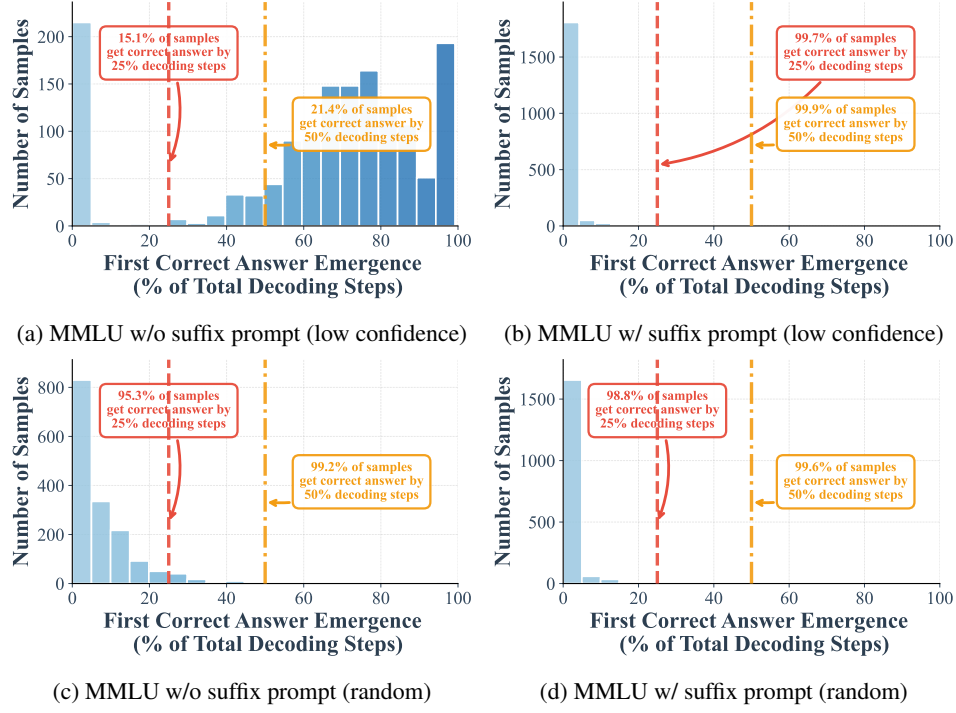 Number of Samples
200
150
100
50
0
0
20
40
60
80
100
15.1% of samples
get correct answer by
25% decoding steps
21.4% of samples
get correct answer by
50% decoding steps
First Correct Answer Emergence
(% of Total Decoding Steps)
(a) MMLU w/o suffix prompt (low confidence)
Number of Samples
1500
1000
500
0
0
20
40
60
80
100
99.7% of samples
get correct answer by
25% decoding steps
99.9% of samples
get correct answer by
50% decoding steps
First Correct Answer Emergence
(% of Total Decoding Steps)
(b) MMLU w/ suffix prompt (low confidence)
Number of Samples
800
600
400
200
0
0
20
40
60
80
100
95.3% of samples
get correct answer by
25% decoding steps
99.2% of samples
get correct answer by
50% decoding steps
First Correct Answer Emergence
(% of Total Decoding Steps)
(c) MMLU w/o suffix prompt (random)
Number of Samples
1500
1000
500
0
0
20
40
60
80
100
98.8% of samples
get correct answer by
25% decoding steps
99.6% of samples
get correct answer by
50% decoding steps
First Correct Answer Emergence
(% of Total Decoding Steps)
(d) MMLU w/ suffix prompt (random)